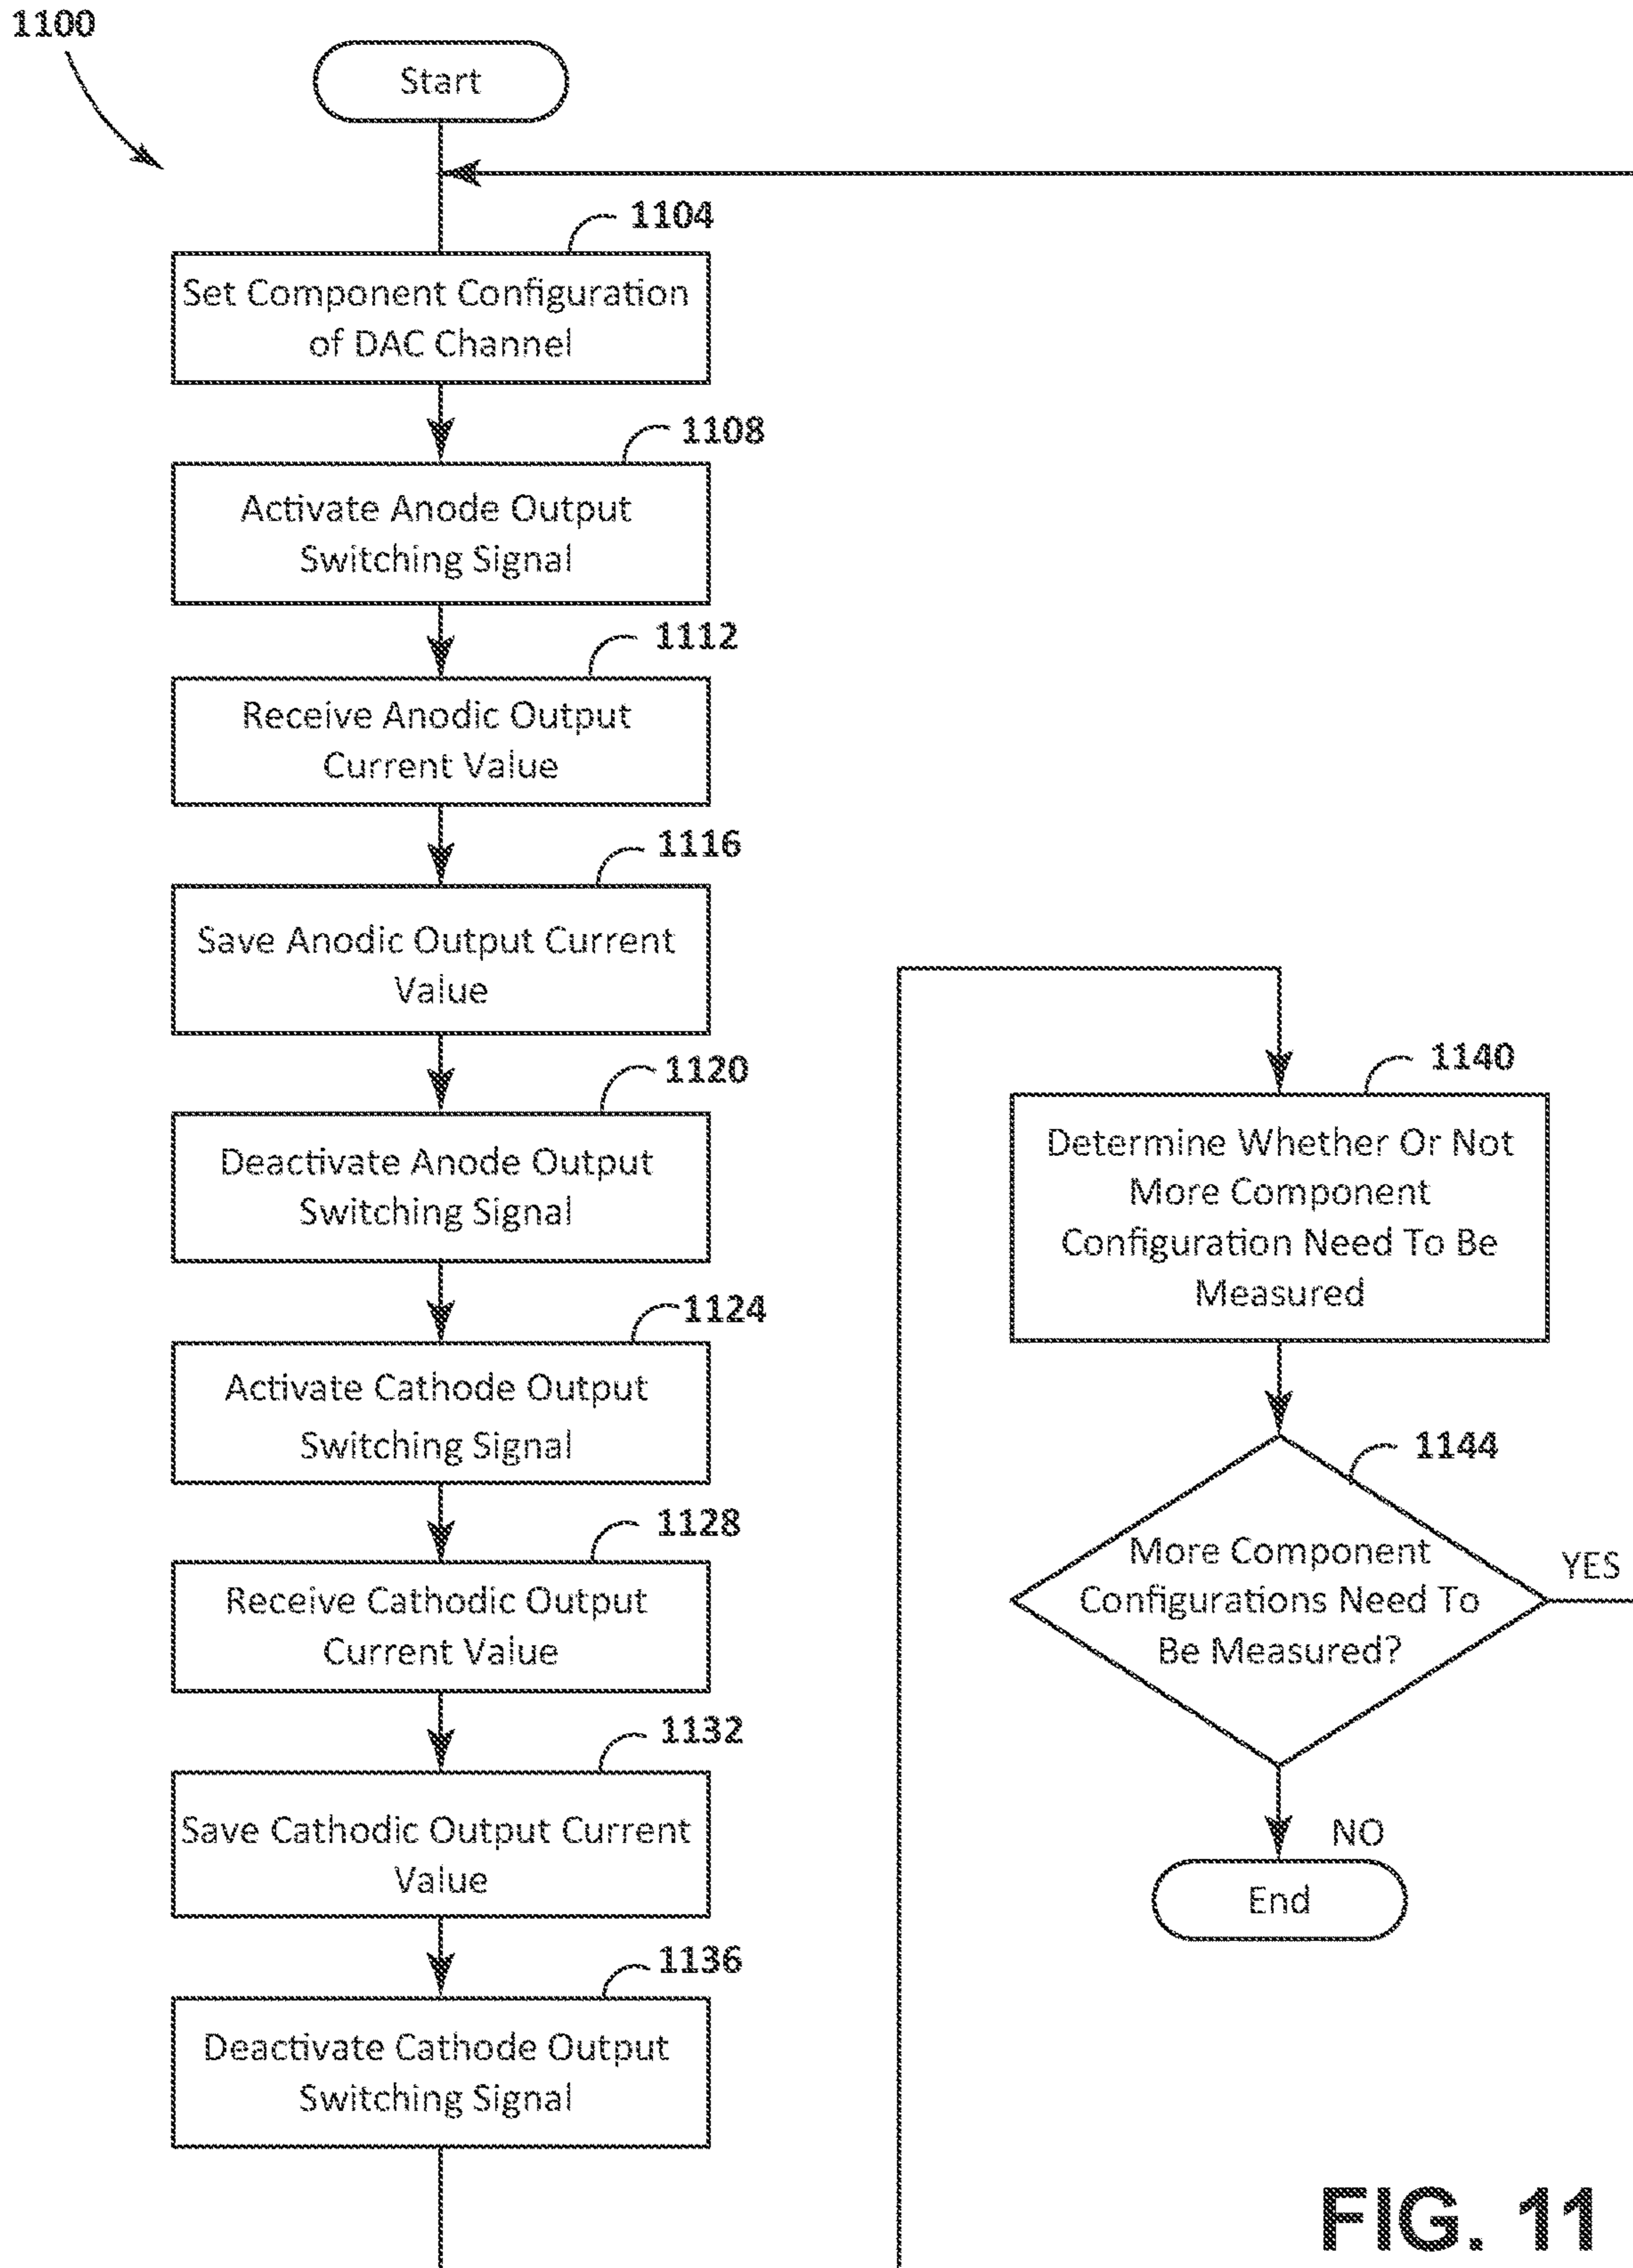 1100
Start
1104
Set Component Configuration
of DAC Channel
1108
Activate Anode Output
Switching Signal
1112
Receive Anodic Output
Current Value
1116
Save Anodic Output Current
Value
1120
Deactivate Anode Output
Switching Signal
1124
Activate Cathode Output
Switching Signal
1128
Receive Cathodic Output
Current Value
1132
Save Cathodic Output Current
Value
1136
Deactivate Cathode Output
Switching Signal
1140
Determine Whether Or Not
More Component
Configuration Need To Be
Measured
1144
More Component
Configurations Need To
Be Measured?
YES
NO
End
FIG. 11